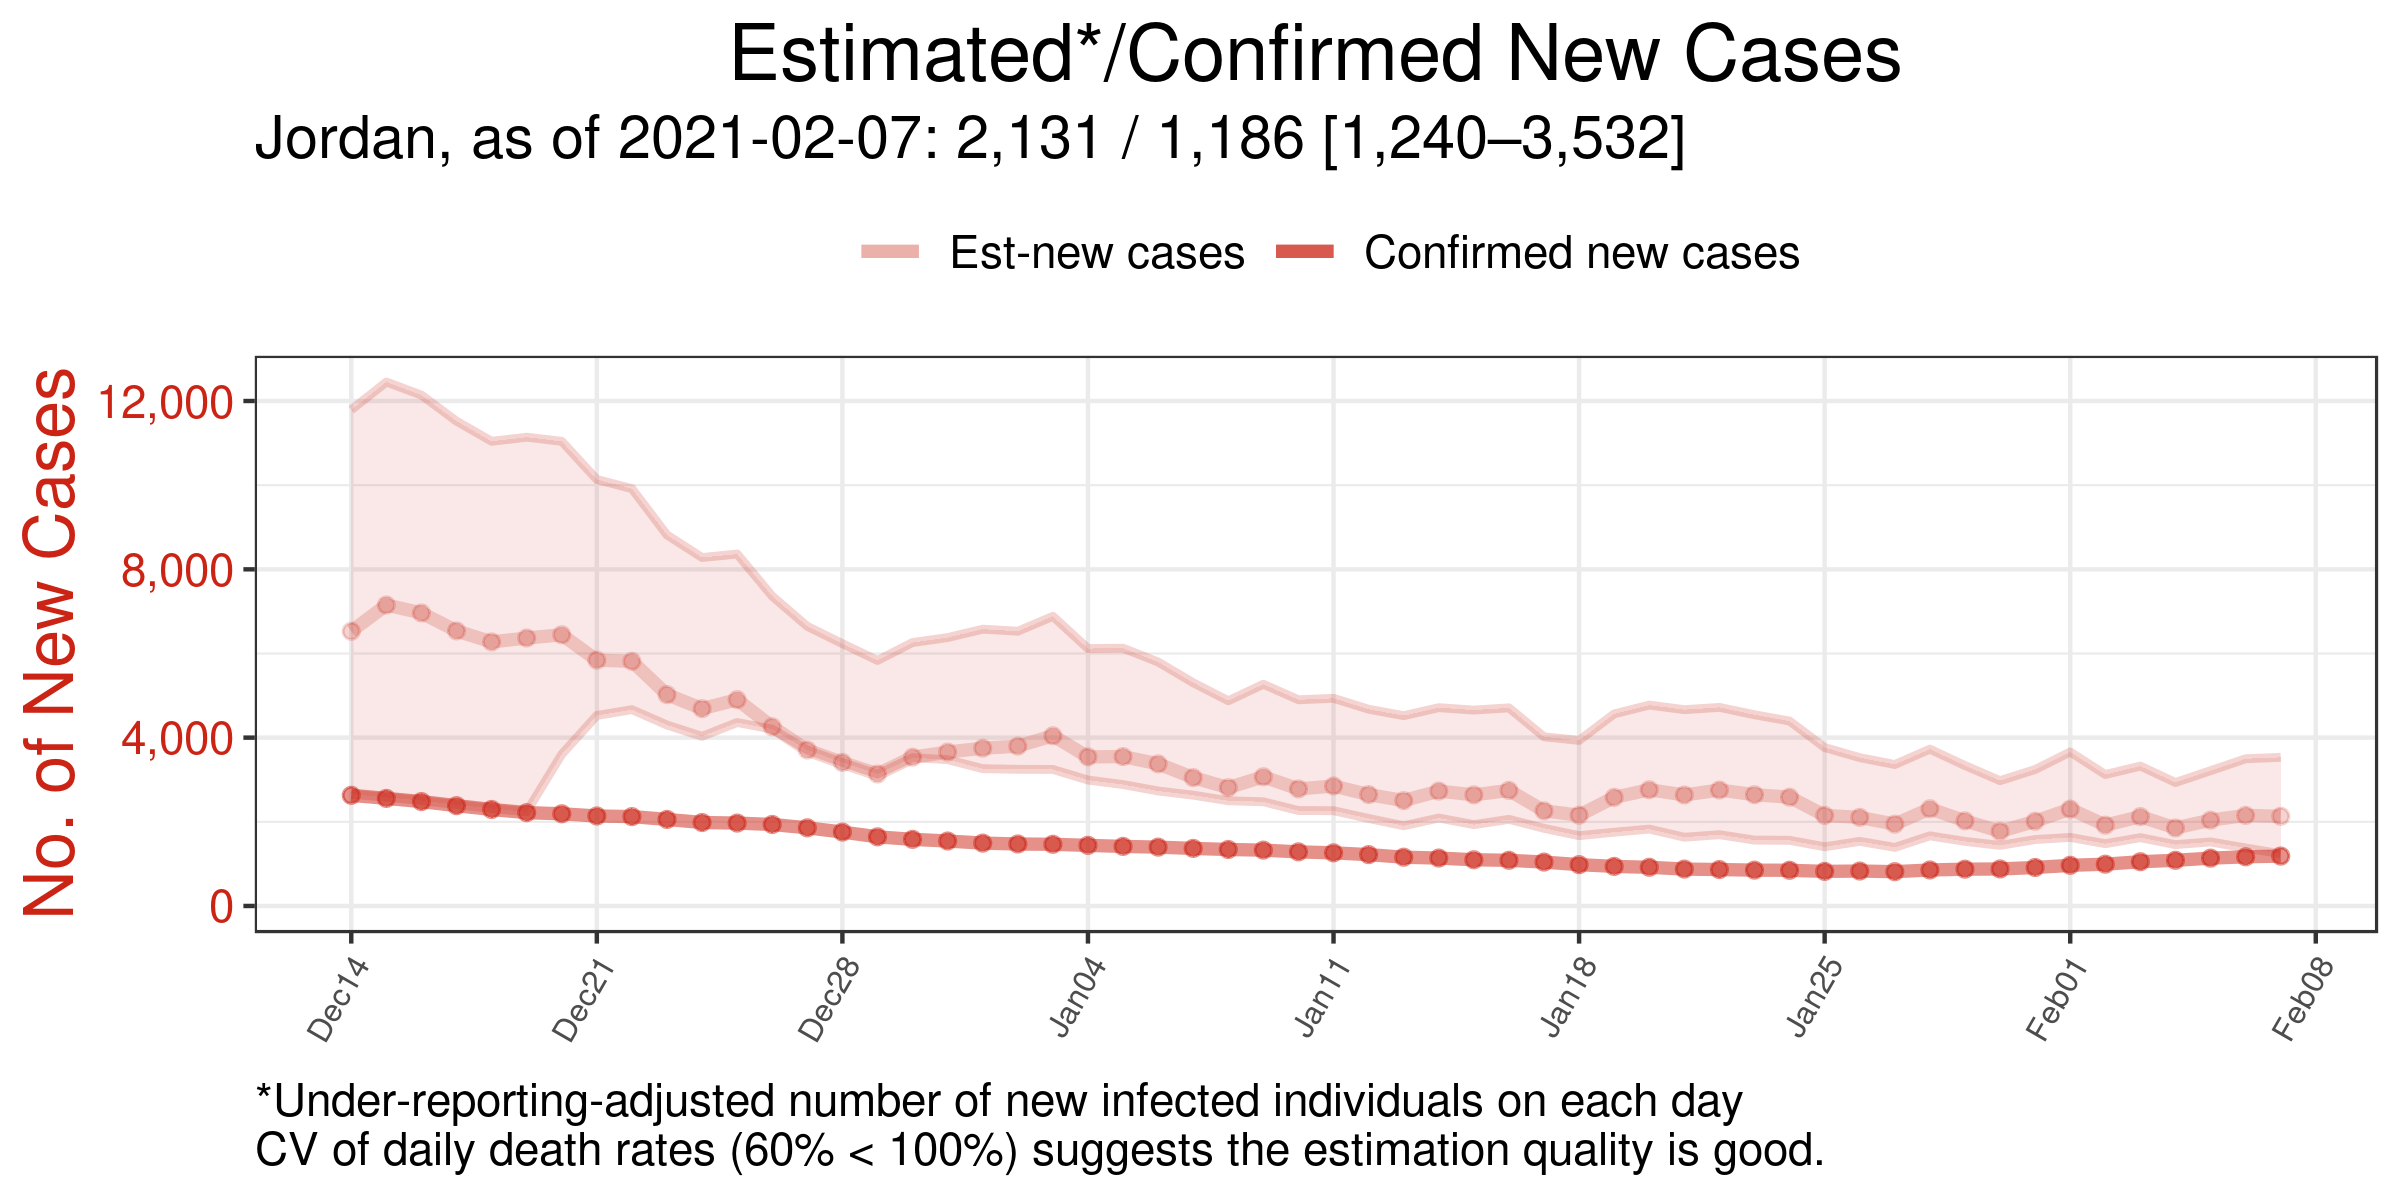 Estimated*/Confirmed New Cases
Jordan, as of 2021-02-07: 2,131 / 1,186 [1,240–3,532]
Est-new cases
Confirmed new cases
No. of New Cases
12,000
8,000
4,000
0
Dec14
Dec21
Dec28
Jan04
Jan11
Jan18
Jan25
Feb01
Feb08
*Under-reporting-adjusted number of new infected individuals on each day
CV of daily death rates (60% < 100%) suggests the estimation quality is good.